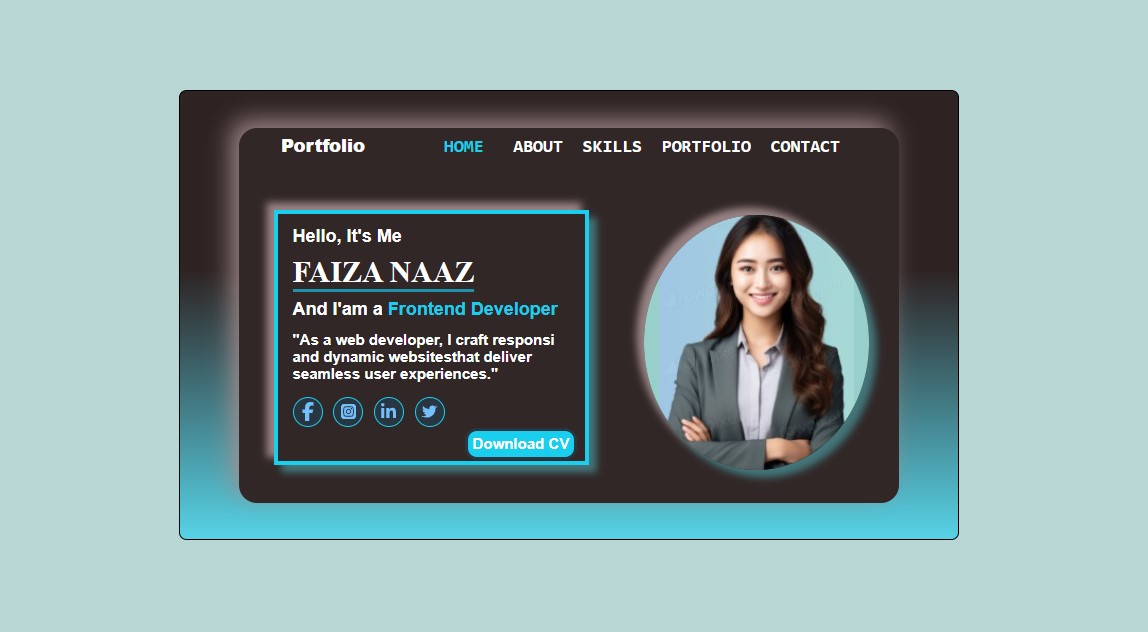 Portfolio HOME ABOUT SKILLS PORTFOLIO CONTACT
Hello, It's Me
FAIZA NAAZ
And I'am a Frontend Developer
"As a web developer, I craft responsi
and dynamic websitesthat deliver
seamless user experiences."
Download CV